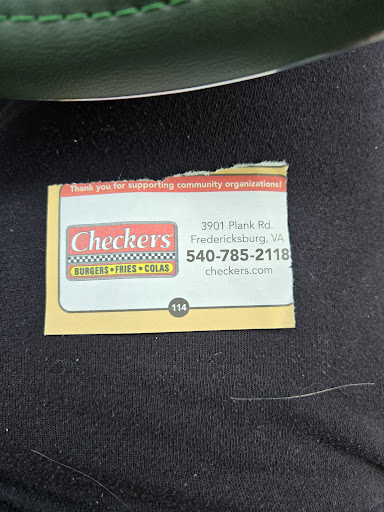 Thank you for supporting community organizations!
Checkers
BURGERS • FRIES • COLAS
3901 Plank Rd.
Fredericksburg, VA
540-785-2118
checkers.com
114